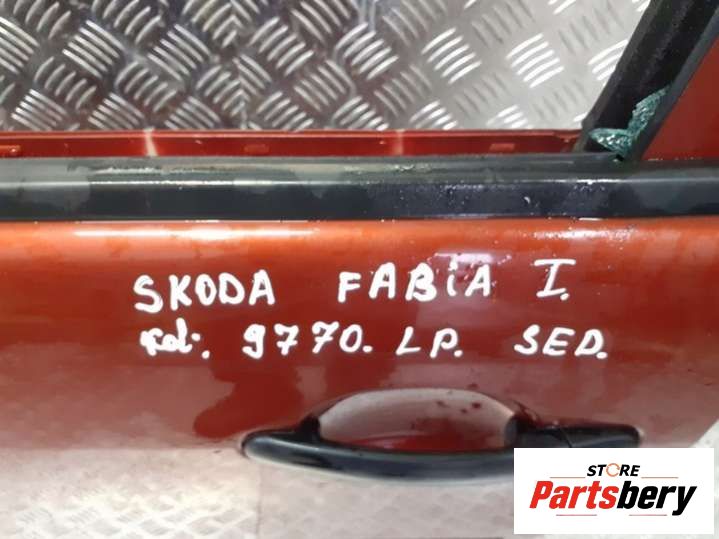 SKODA FABiA I.
kol:. 9770. LP. SED.
STORE
Partsbery